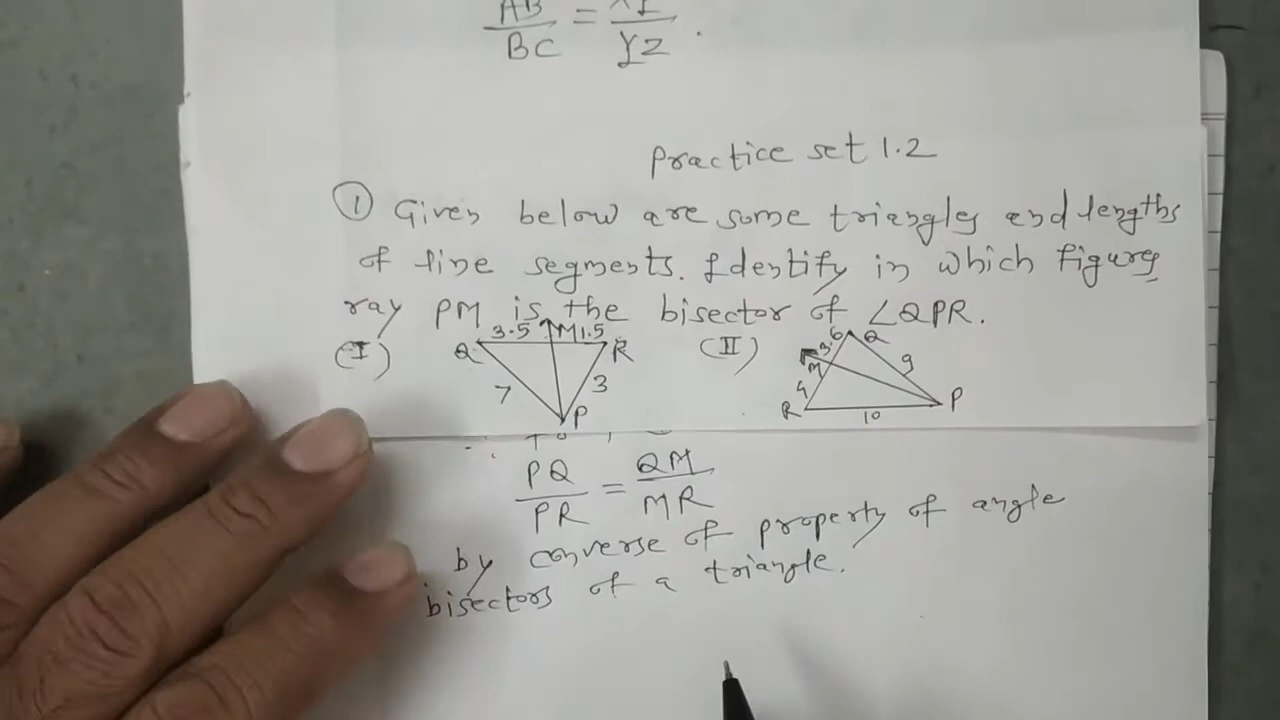 AB = XY
BC YZ .
Practice set 1.2
① Given below are some triangles and lengths
of line segments. Identify in which figures
ray PM is the bisector of ∠QPR.
(I) Q 3.5 M 1.5 R 7 3 P
(II) 3.6 Q M 9 4 R 10 P
PQ = QM
PR MR
by converse of property of angle
bisectors of a triangle.